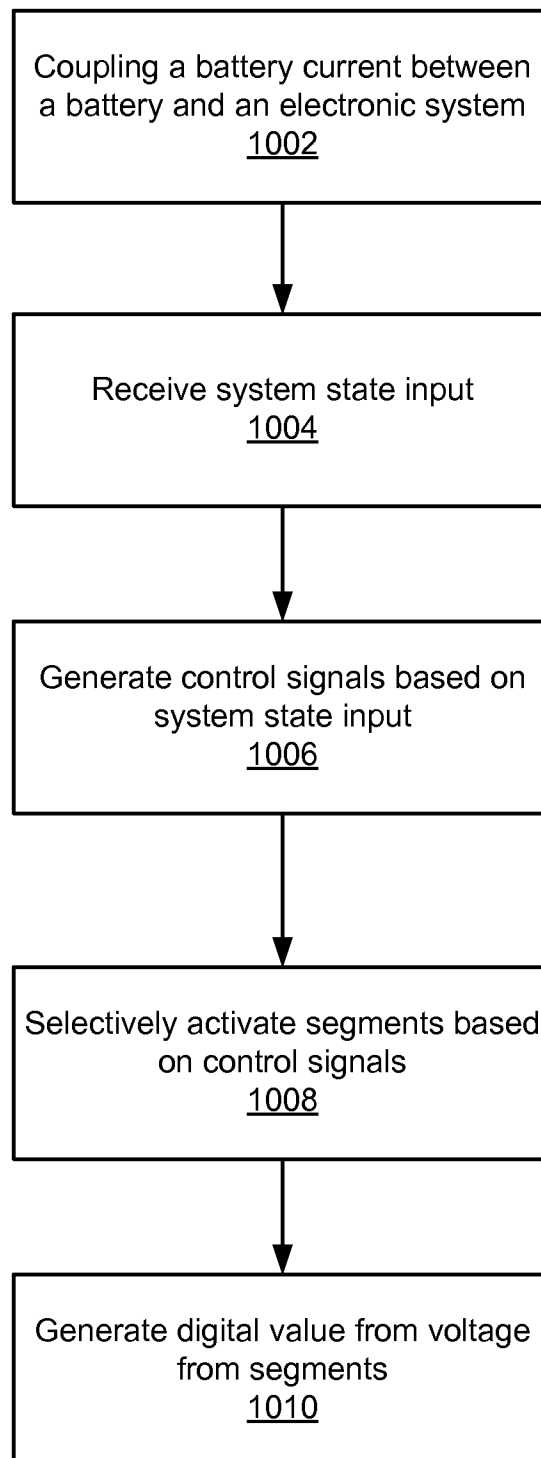 Coupling a battery current between
a battery and an electronic system
1002
Receive system state input
1004
Generate control signals based on
system state input
1006
Selectively activate segments based
on control signals
1008
Generate digital value from voltage
from segments
1010